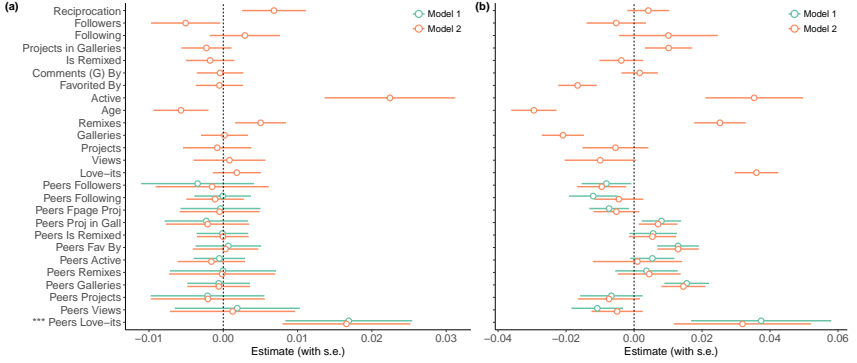 (a)
Reciprocation
Followers
Following
Projects in Galleries
Is Remixed
Comments (G) By
Favorited By
Active
Age
Remixes
Galleries
Projects
Views
Love−its
Peers Followers
Peers Following
Peers Fpage Proj
Peers Proj in Gall
Peers Is Remixed
Peers Fav By
Peers Active
Peers Remixes
Peers Galleries
Peers Projects
Peers Views
*** Peers Love−its
Model 1
Model 2
−0.01
0.00
0.01
0.02
0.03
Estimate (with s.e.)
(b)
Model 1
Model 2
−0.04
−0.02
0.00
0.02
0.04
0.06
Estimate (with s.e.)